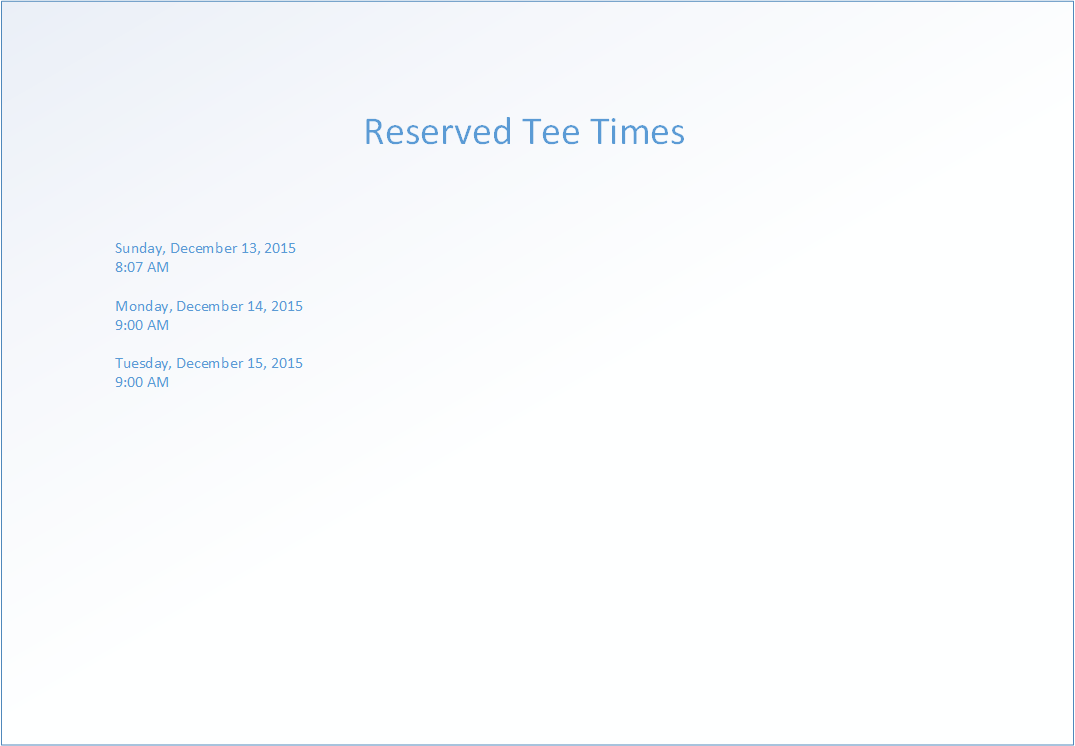 Reserved Tee Times
Sunday, December 13, 2015
8:07 AM
Monday, December 14, 2015
9:00 AM
Tuesday, December 15, 2015
9:00 AM